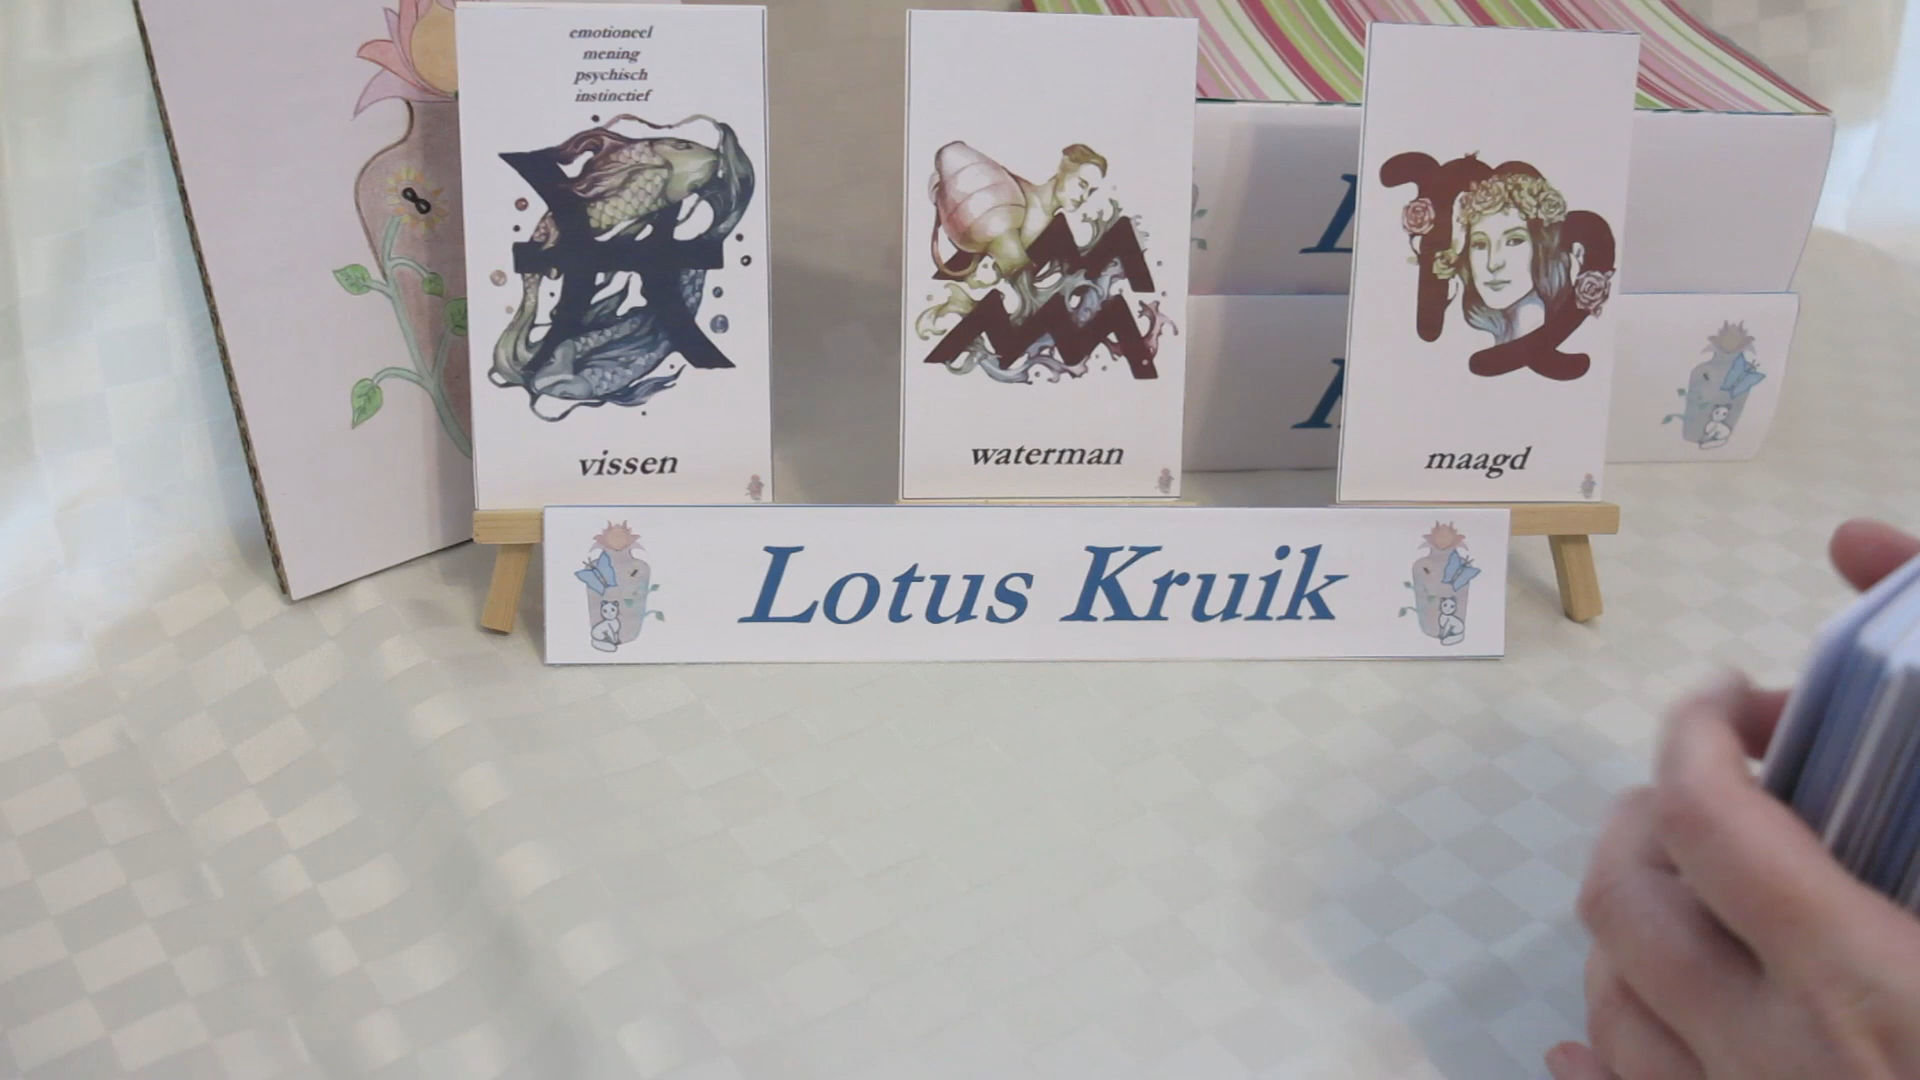 emotioneel
mening
psychisch
instinctief
vissen
waterman
maagd
Lotus Kruik